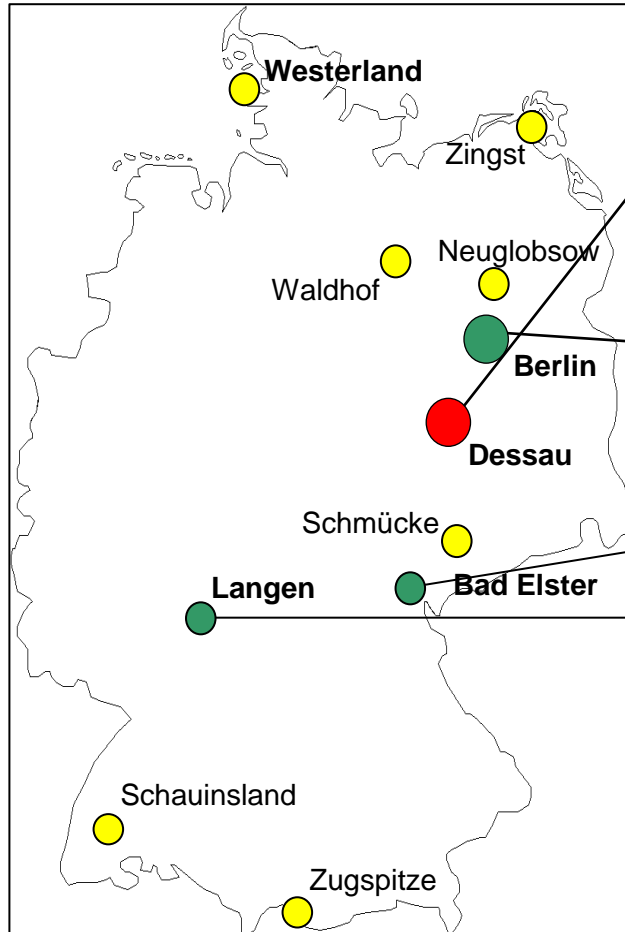 Westerland
Zingst
Neuglobsow
Waldhof
Berlin
Dessau
Schmücke
Langen
Bad Elster
Schauinsland
Zugspitze